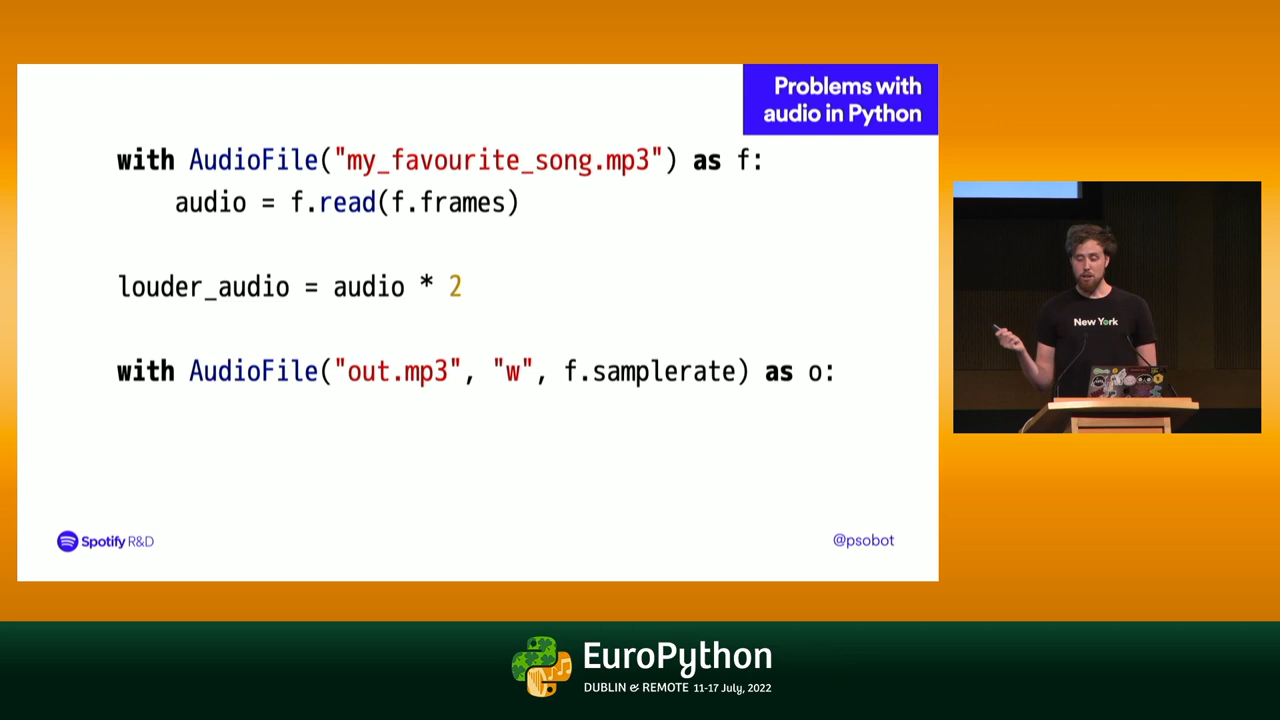 Problems with
audio in Python
with AudioFile("my_favourite_song.mp3") as f:
    audio = f.read(f.frames)
louder_audio = audio * 2
with AudioFile("out.mp3", "w", f.samplerate) as o:
Spotify R&D
@psobot
New York
EuroPython
DUBLIN & REMOTE 11-17 July, 2022